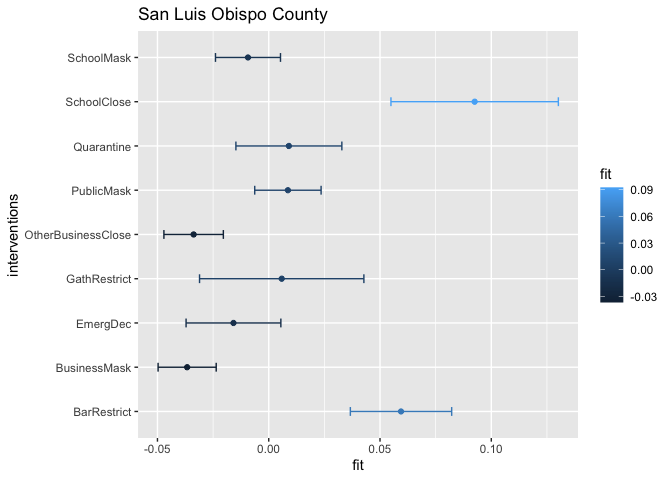 San Luis Obispo County
interventions
SchoolMask
SchoolClose
Quarantine
PublicMask
OtherBusinessClose
GathRestrict
EmergDec
BusinessMask
BarRestrict
-0.05 0.00 0.05 0.10
fit
fit
0.09
0.06
0.03
0.00
-0.03